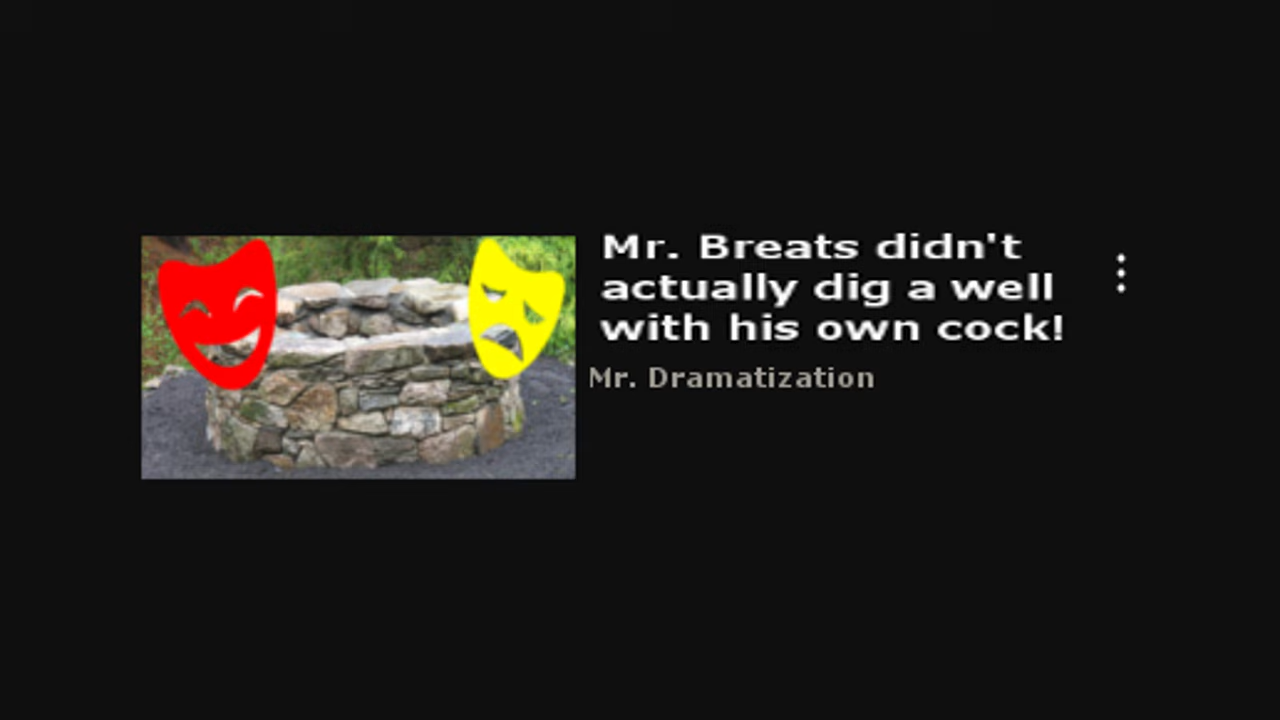 Mr. Breats didn't
actually dig a well
with his own cock!
Mr. Dramatization